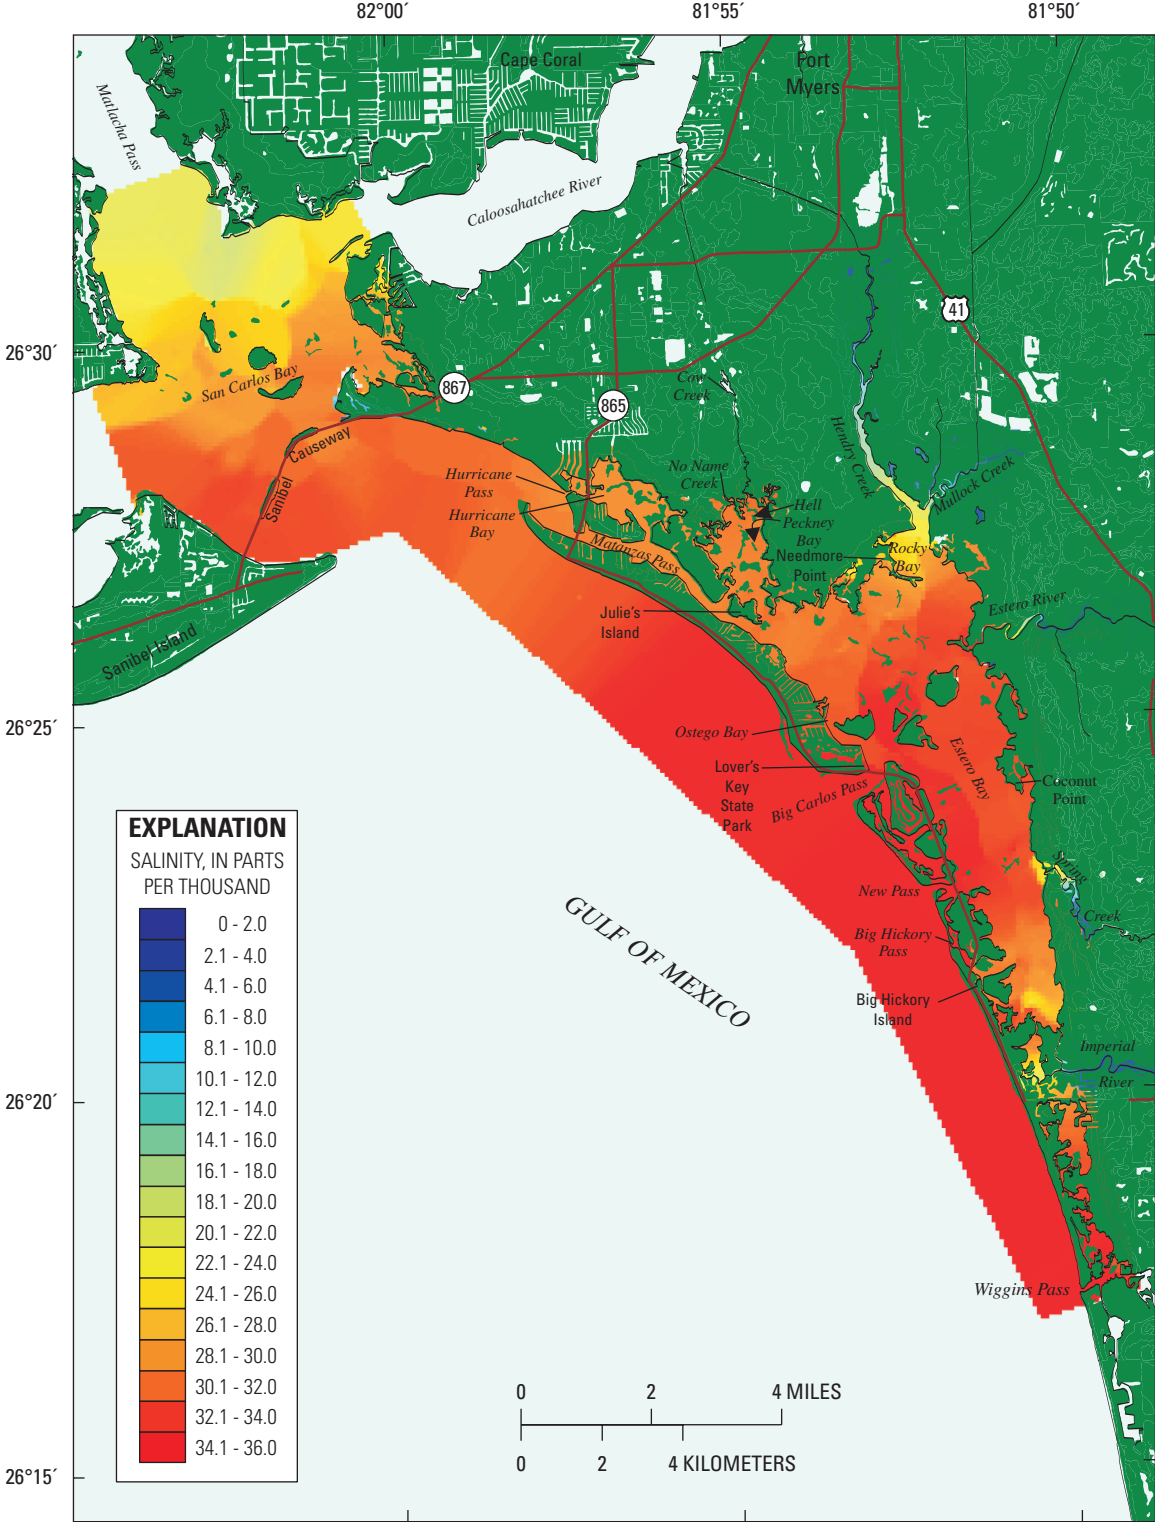 82°00′
81°55′
81°50′
Cape Coral
Fort
Myers
Matlacha Pass
Caloosahatchee River
41
26°30′
San Carlos Bay
867
865
Cow
Creek
Causeway
Sanibel
Hendry Creek
Mullock Creek
Hurricane
Pass
No Name
Creek
Hurricane
Bay
Hell
Peckney
Bay
Matanzas Pass
Needmore
Point
Rocky
Bay
Julie's
Island
Estero River
Sanibel Island
26°25′
Ostego Bay
Estero Bay
Lover's
Key
State
Park
Big Carlos Pass
Coconut
Point
EXPLANATION
SALINITY, IN PARTS
PER THOUSAND
0 - 2.0
2.1 - 4.0
4.1 - 6.0
6.1 - 8.0
8.1 - 10.0
10.1 - 12.0
12.1 - 14.0
14.1 - 16.0
16.1 - 18.0
18.1 - 20.0
20.1 - 22.0
22.1 - 24.0
24.1 - 26.0
26.1 - 28.0
28.1 - 30.0
30.1 - 32.0
32.1 - 34.0
34.1 - 36.0
Spring
Creek
New Pass
GULF OF MEXICO
Big Hickory
Pass
Big Hickory
Island
Imperial
River
26°20′
Wiggins Pass
0 2 4 MILES
0 2 4 KILOMETERS
26°15′